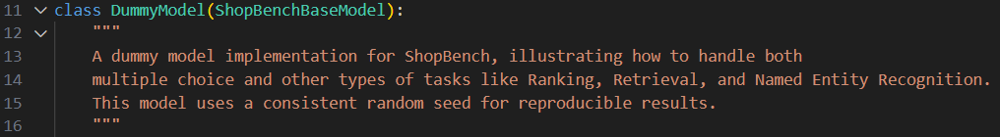 11 class DummyModel(ShopBenchBaseModel):
12 """
13 A dummy model implementation for ShopBench, illustrating how to handle both
14 multiple choice and other types of tasks like Ranking, Retrieval, and Named Entity Recognition.
15 This model uses a consistent random seed for reproducible results.
16 """